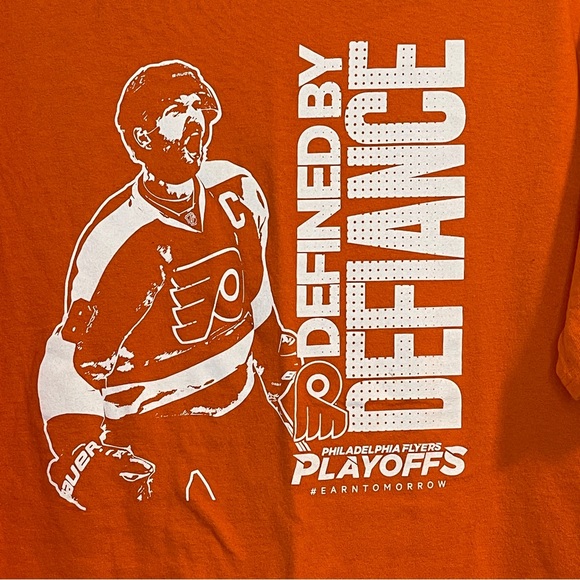 DEFINED BY
DEFIANCE
C
BAUER
PHILADELPHIA FLYERS
PLAYOFFS
#EARNTOMORROW